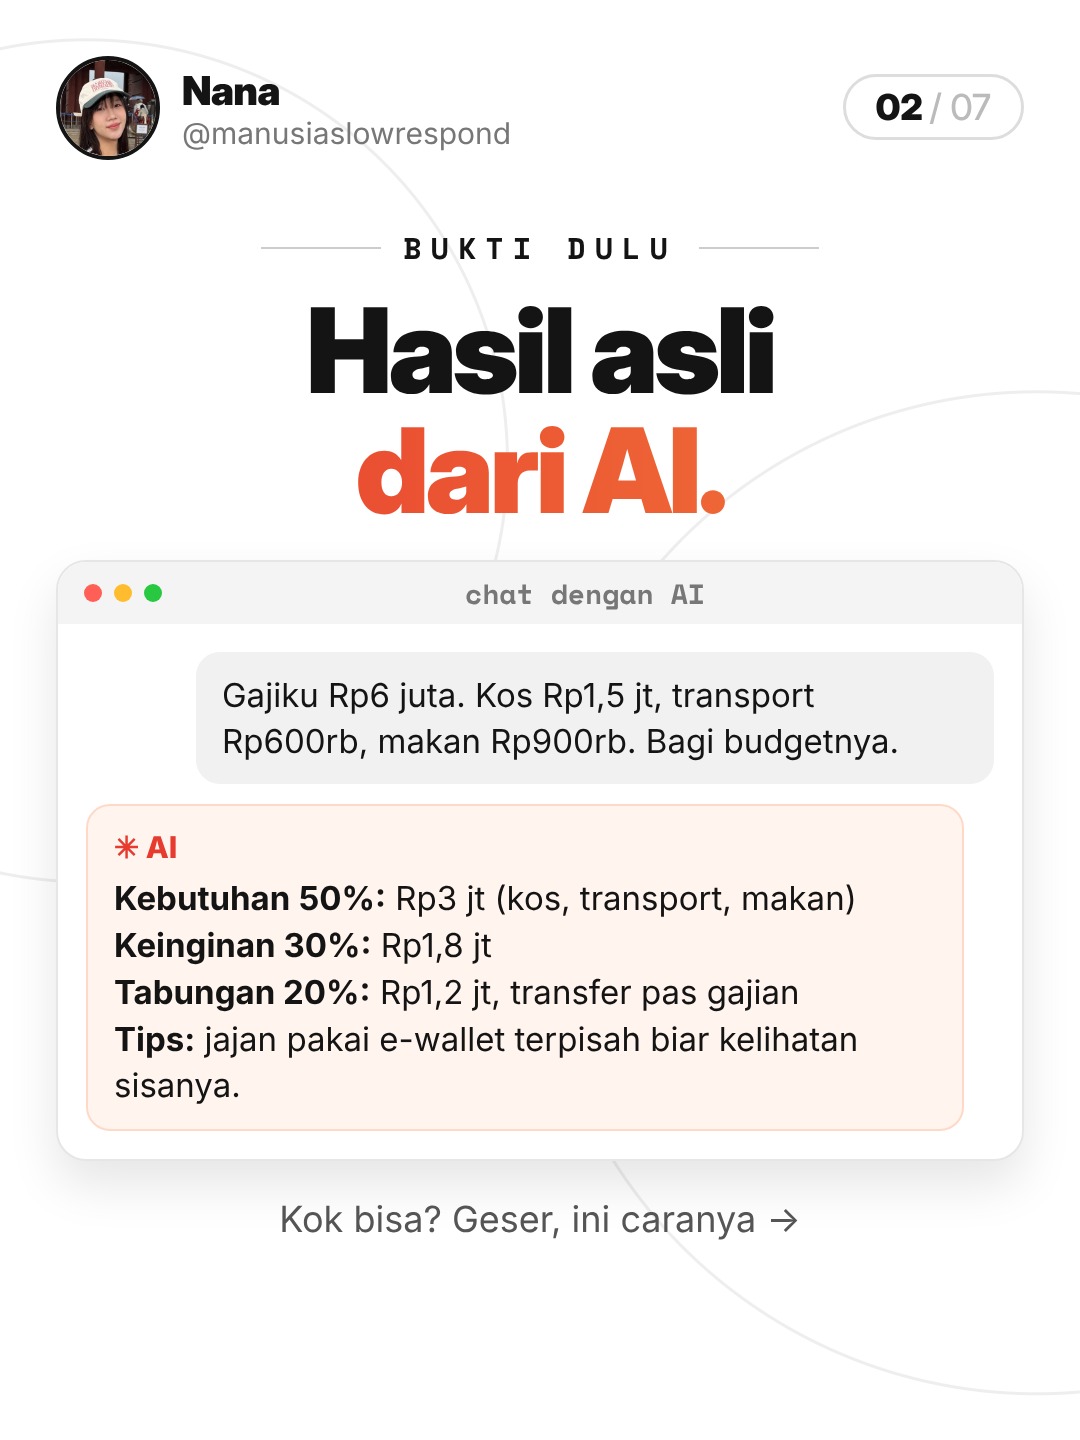 Nana
@manusiaslowrespond
02 / 07
BUKTI DULU
Hasil asli
dari AI.
chat dengan AI
Gajiku Rp6 juta. Kos Rp1,5 jt, transport
Rp600rb, makan Rp900rb. Bagi budgetnya.
✳ AI
Kebutuhan 50%: Rp3 jt (kos, transport, makan)
Keinginan 30%: Rp1,8 jt
Tabungan 20%: Rp1,2 jt, transfer pas gajian
Tips: jajan pakai e-wallet terpisah biar kelihatan
sisanya.
Kok bisa? Geser, ini caranya →